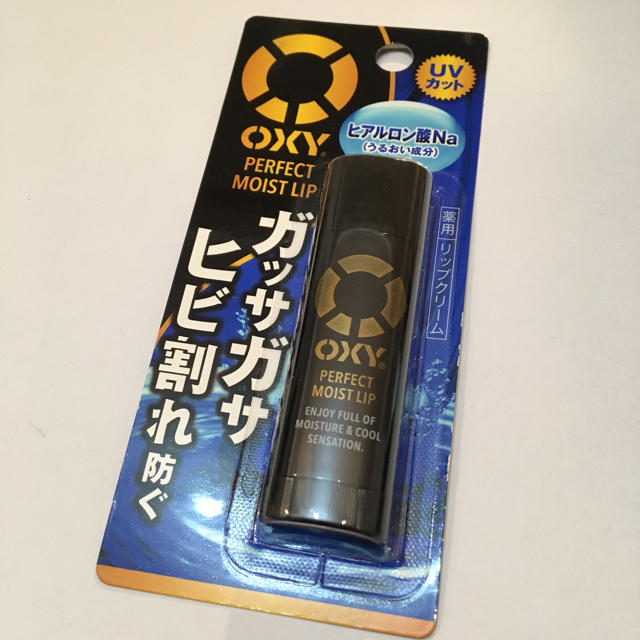 UV
カット
OXY®
PERFECT
MOIST LIP
ヒアルロン酸Na
(うるおい成分)
薬用 リップクリーム
ガッサガサ
ヒビ割れ防ぐ
OXY®
PERFECT
MOIST LIP
ENJOY FULL OF
MOISTURE & COOL
SENSATION.